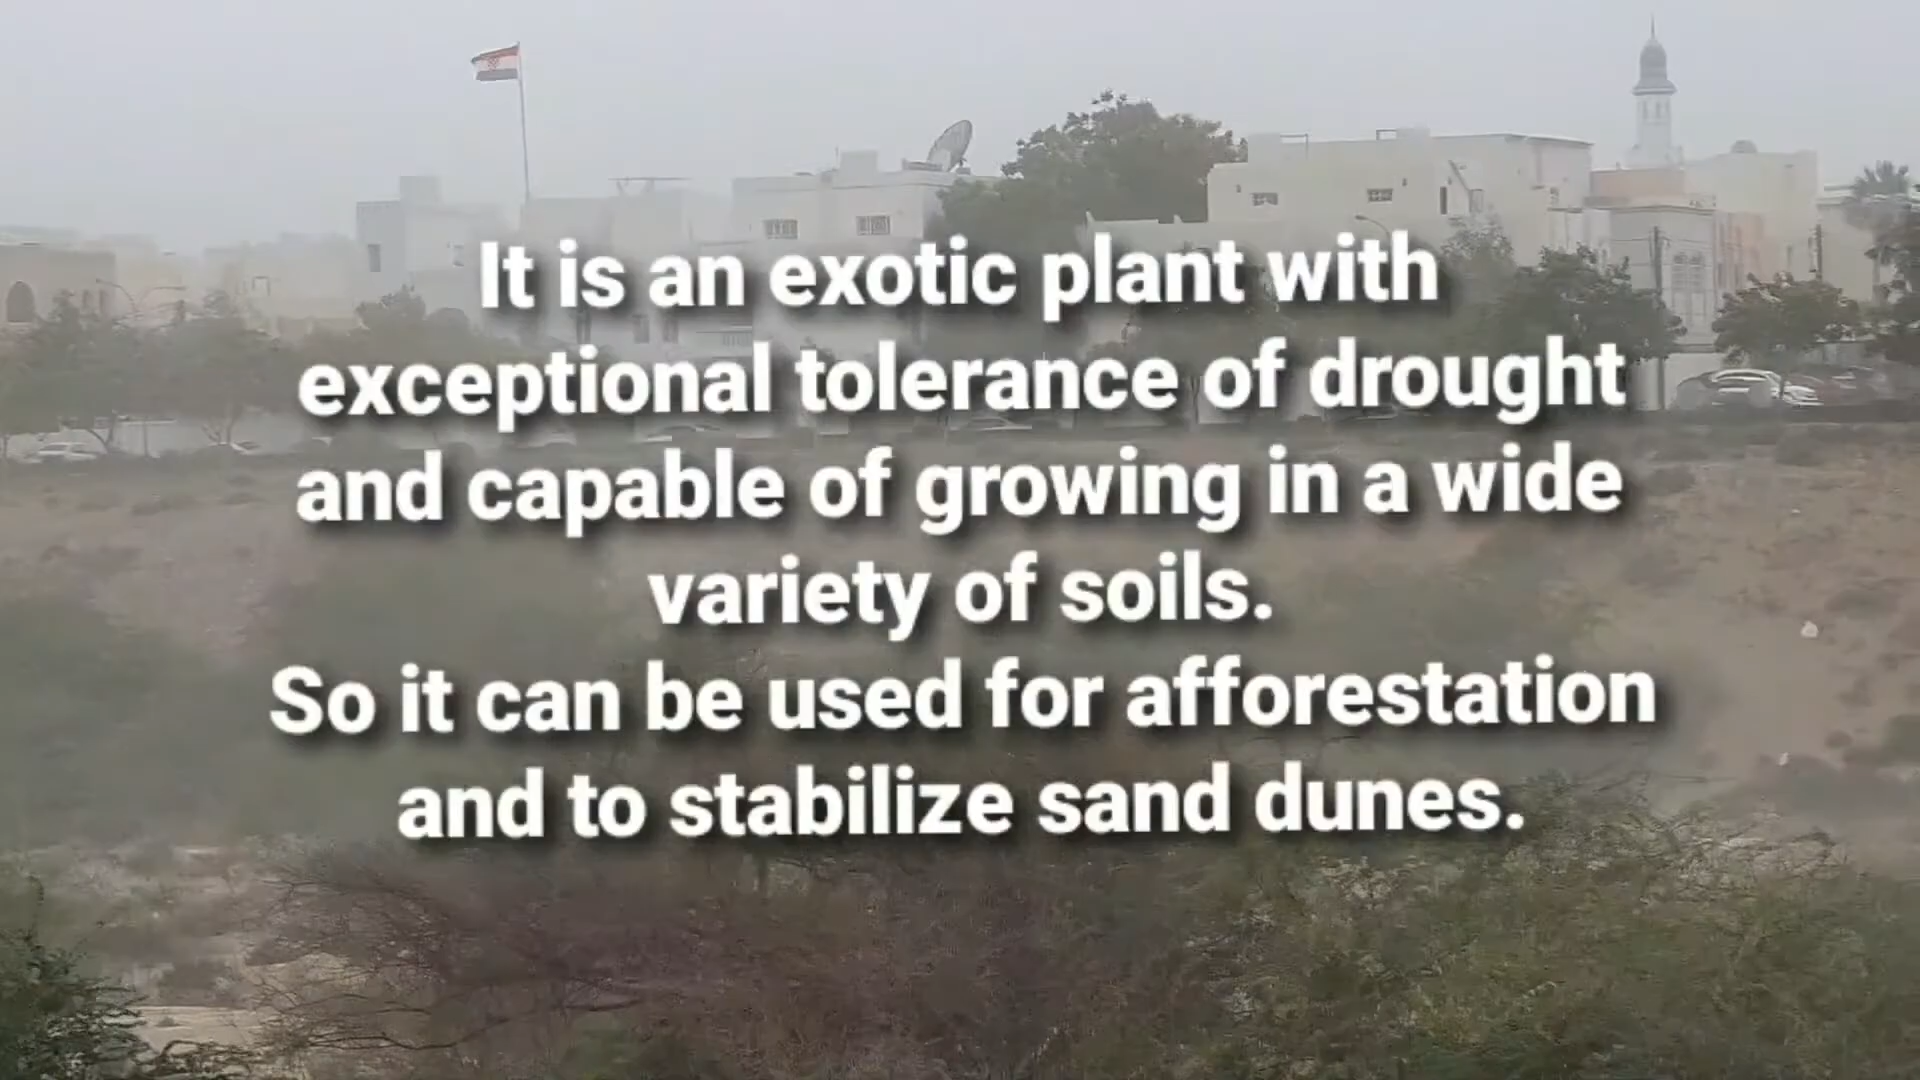 It is an exotic plant with
exceptional tolerance of drought
and capable of growing in a wide
variety of soils.
So it can be used for afforestation
and to stabilize sand dunes.